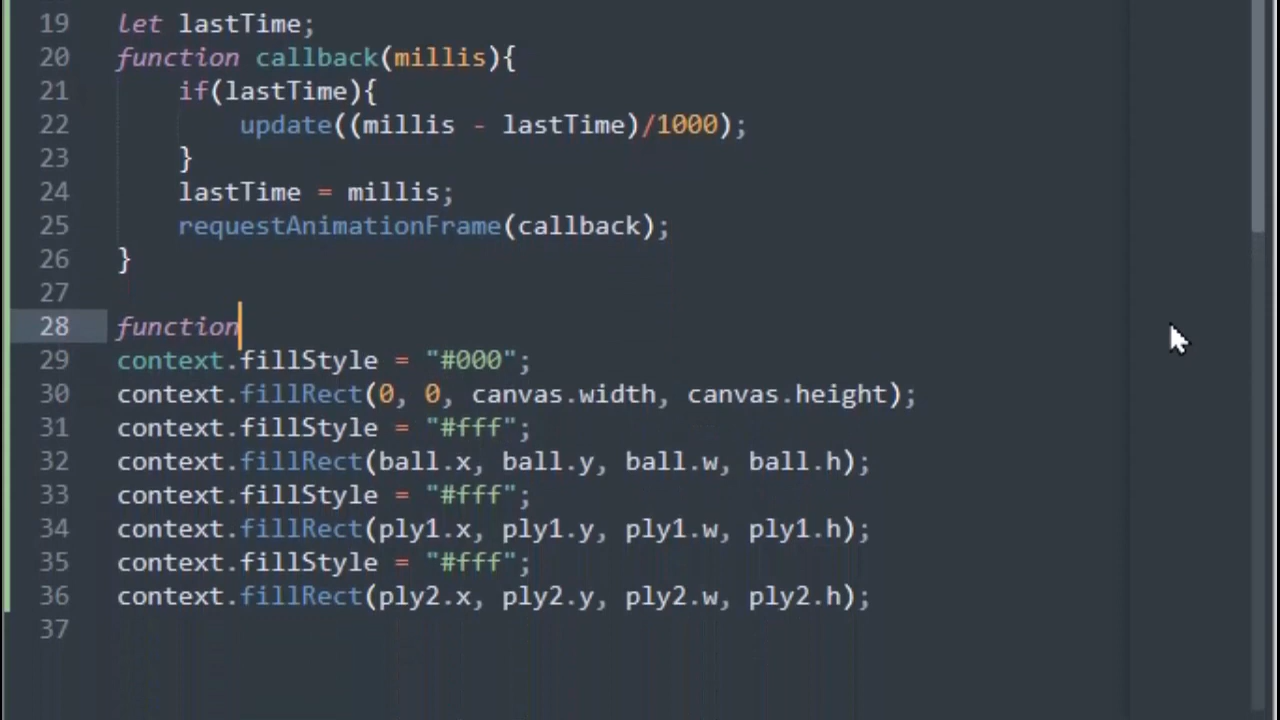 19 let lastTime;
20 function callback(millis){
21 if(lastTime){
22 update((millis - lastTime)/1000);
23 }
24 lastTime = millis;
25 requestAnimationFrame(callback);
26 }
27
28 function
29 context.fillStyle = "#000";
30 context.fillRect(0, 0, canvas.width, canvas.height);
31 context.fillStyle = "#fff";
32 context.fillRect(ball.x, ball.y, ball.w, ball.h);
33 context.fillStyle = "#fff";
34 context.fillRect(ply1.x, ply1.y, ply1.w, ply1.h);
35 context.fillStyle = "#fff";
36 context.fillRect(ply2.x, ply2.y, ply2.w, ply2.h);
37